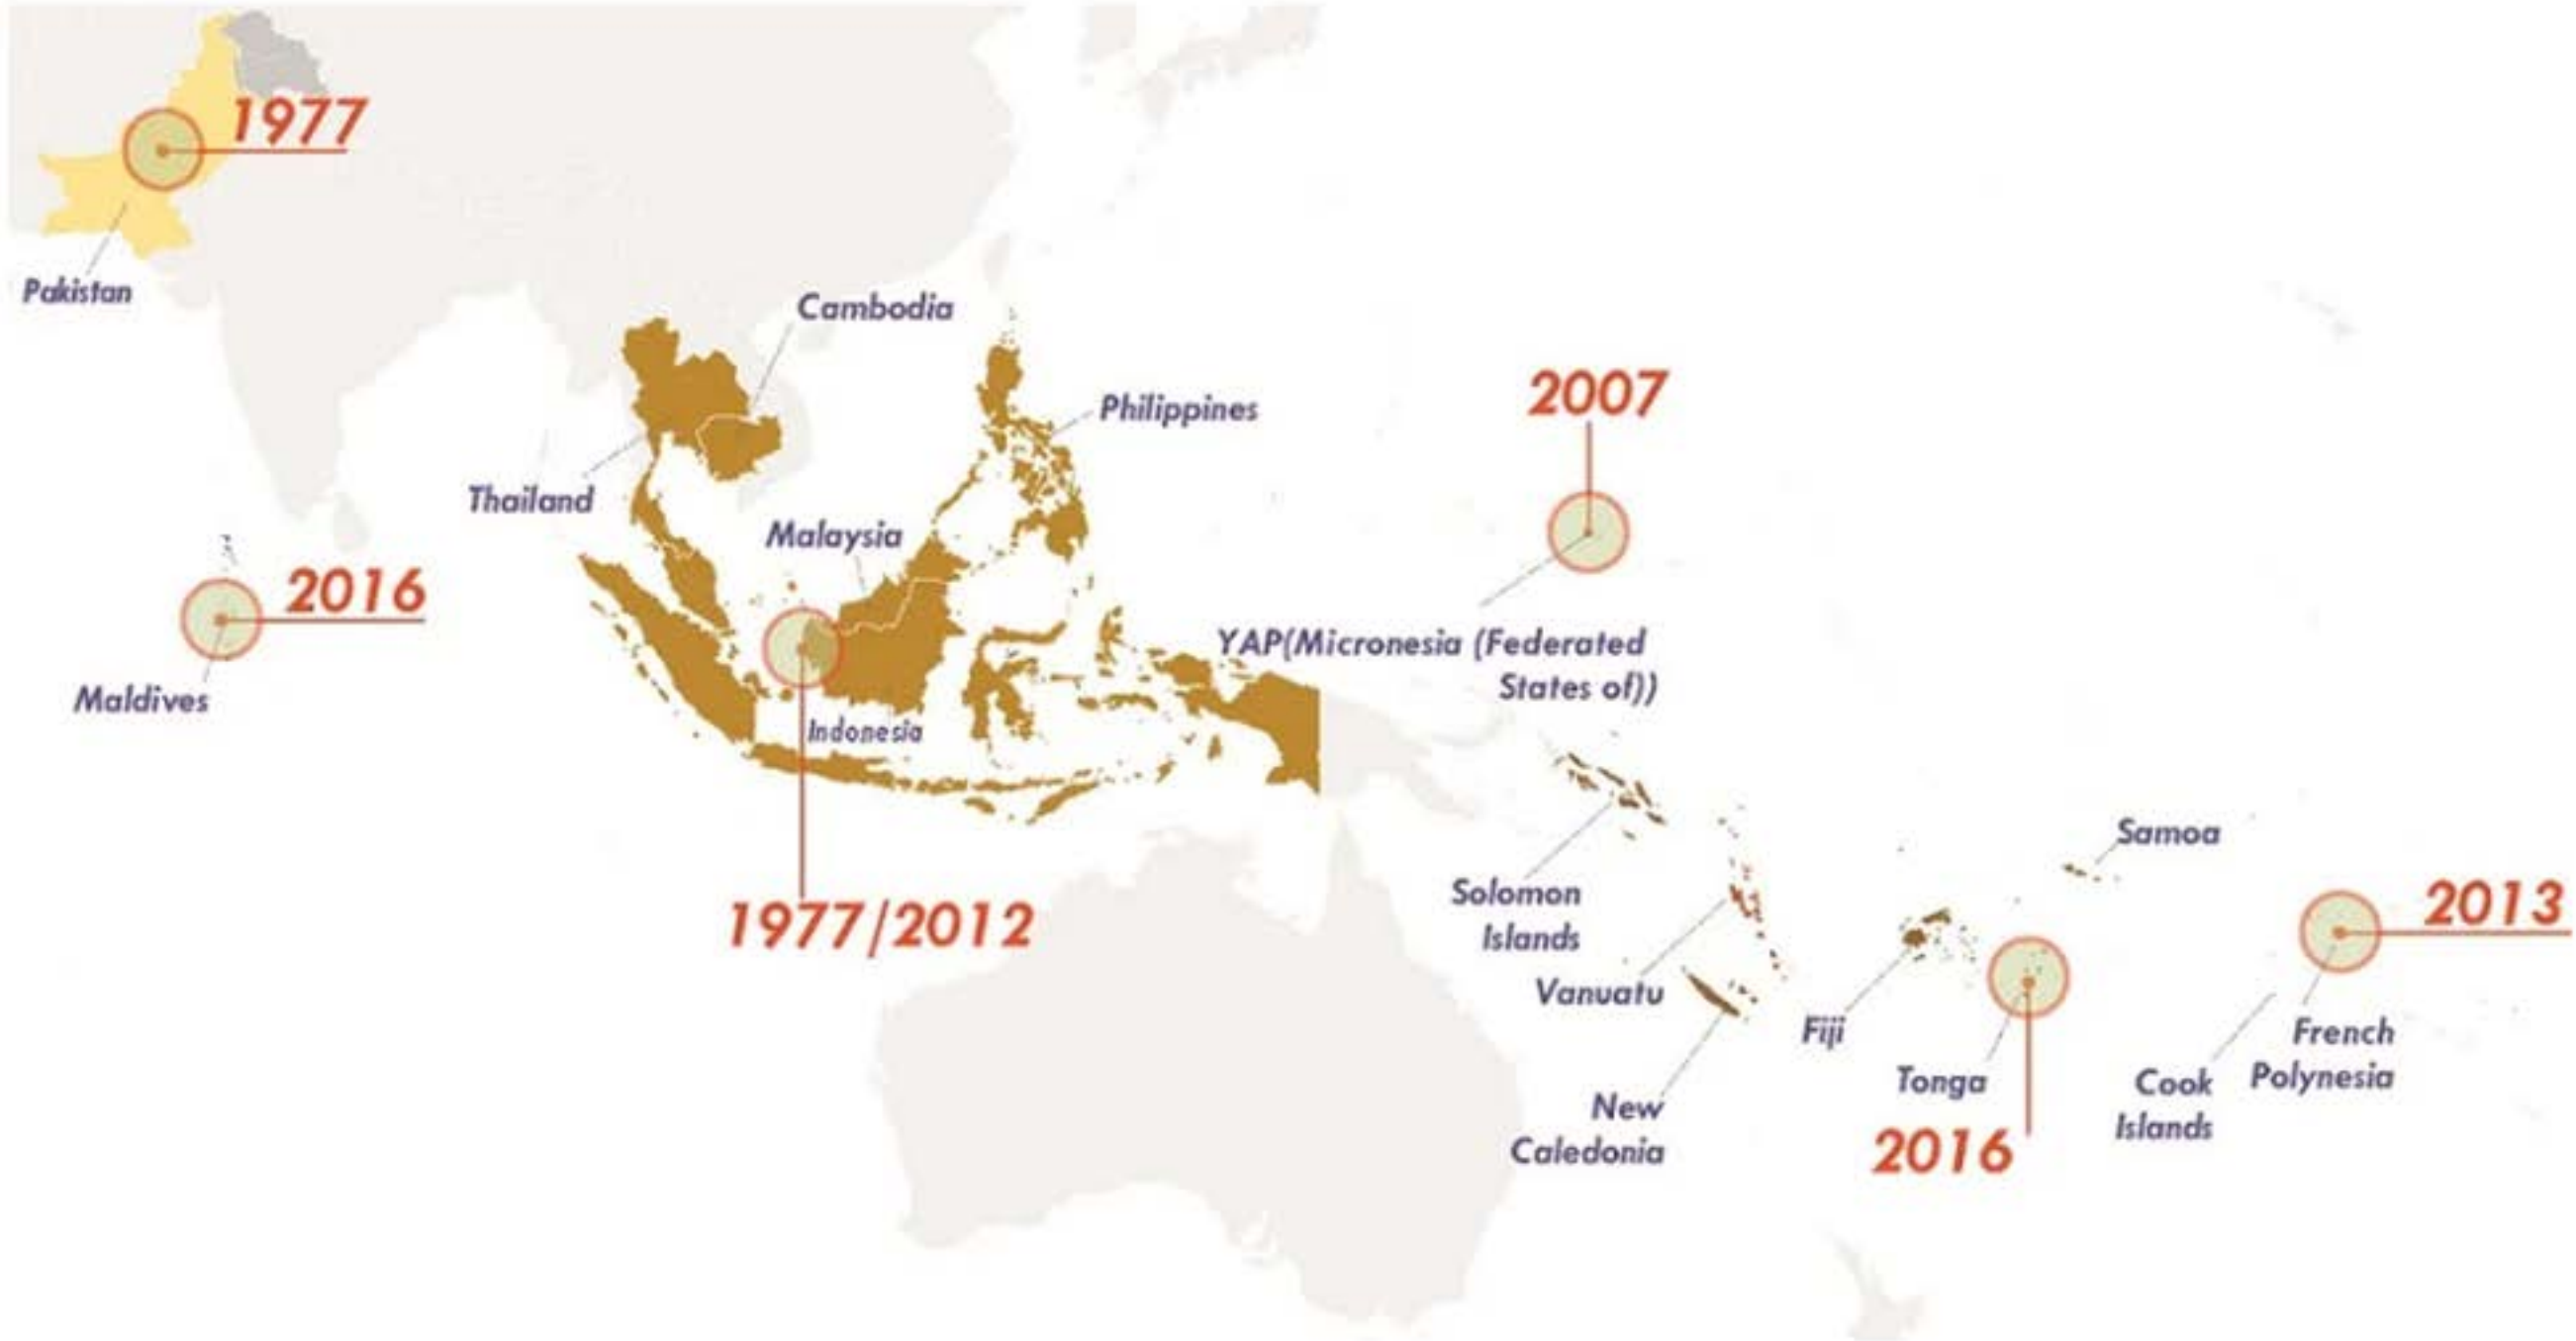 1977
Pakistan
Cambodia
Philippines
2007
Thailand
Malaysia
2016
Maldives
YAP(Micronesia (Federated
States of))
Indonesia
1977/2012
Samoa
Solomon
Islands
2013
Vanuatu
Fiji
French
Polynesia
Tonga
Cook
Islands
New
Caledonia
2016